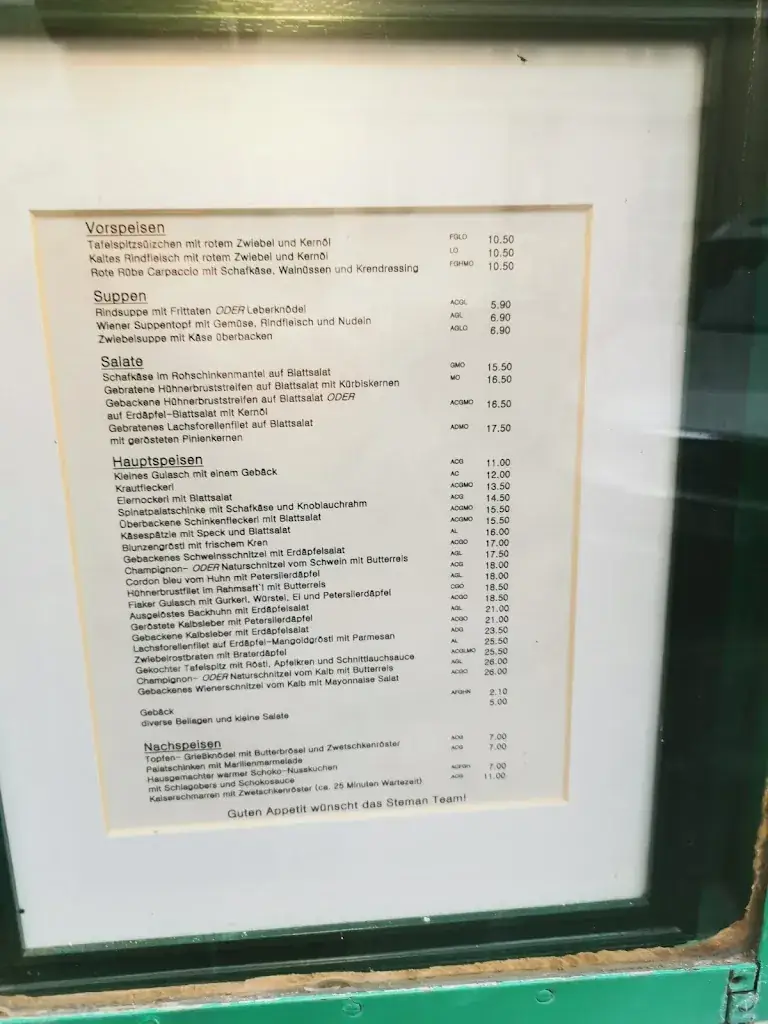 Vorspeisen
Tafelspitzsülzchen mit rotem Zwiebel und Kernöl FGLO 10.50
Kaltes Rindfleisch mit rotem Zwiebel und Kernöl LO 10.50
Rote Rübe Carpaccio mit Schafkäse, Walnüssen und Krendressing FGHMO 10.50
Suppen
Rindsuppe mit Frittaten ODER Leberknödel ACGL 5.90
Wiener Suppentopf mit Gemüse, Rindfleisch und Nudeln AGL 6.90
Zwiebelsuppe mit Käse überbacken AGLO 6.90
Salate
Schafkäse im Rohschinkenmantel auf Blattsalat GMO 15.50
Gebratene Hühnerbruststreifen auf Blattsalat mit Kürbiskernen MO 16.50
Gebackene Hühnerbruststreifen auf Blattsalat ODER
auf Erdäpfel-Blattsalat mit Kernöl ACGMO 16.50
Gebratenes Lachsforellenfilet auf Blattsalat
mit gerösteten Pinienkernen ADMO 17.50
Hauptspeisen
Kleines Gulasch mit einem Gebäck ACG 11.00
Krautfleckerl AC 12.00
Eiernockerl mit Blattsalat ACGMO 13.50
Spinatpalatschinke mit Schafkäse und Knoblauchrahm ACG 14.50
Überbackene Schinkenfleckerl mit Blattsalat ACGMO 15.50
Käsespätzle mit Speck und Blattsalat ACGMO 15.50
Blunzengröstl mit frischem Kren AL 16.00
Gebackenes Schweinsschnitzel mit Erdäpfelsalat ACGO 17.00
Champignon- ODER Naturschnitzel vom Schwein mit Butterreis AGL 17.50
Cordon bleu vom Huhn mit Petersilerdäpfel ACG 18.00
Hühnerbrustfilet im Rahmsaft'l mit Butterreis AGL 18.00
Fiaker Gulasch mit Gurkerl, Würstel, Ei und Petersilerdäpfel CGO 18.50
Ausgelöstes Backhuhn mit Erdäpfelsalat ACGO 18.50
Geröstete Kalbsleber mit Petersilerdäpfel AGL 21.00
Gebackene Kalbsleber mit Erdäpfelsalat ACGO 21.00
Lachsforellenfilet auf Erdäpfel-Mangoldgröstl mit Parmesan ADG 23.50
Zwiebelrostbraten mit Braterdäpfel AL 25.50
Gekochter Tafelspitz mit Rösti, Apfelkren und Schnittlauchsauce ACGLMO 25.50
Champignon- ODER Naturschnitzel vom Kalb mit Butterreis AGL 26.00
Gebackenes Wienerschnitzel vom Kalb mit Mayonnaise Salat ACGO 26.00
Gebäck AFGHN 2.10
diverse Beilagen und kleine Salate 5.00
Nachspeisen
Topfen- Grießknödel mit Butterbrösel und Zwetschkenröster ACG 7.00
Palatschinken mit Marillenmarmelade ACG 7.00
Hausgemachter warmer Schoko-Nusskuchen
mit Schlagobers und Schokosauce 7.00
Kaiserschmarren mit Zwetschkenröster (ca. 25 Minuten Wartezeit) ACG 11.00
Guten Appetit wünscht das Steman Team!